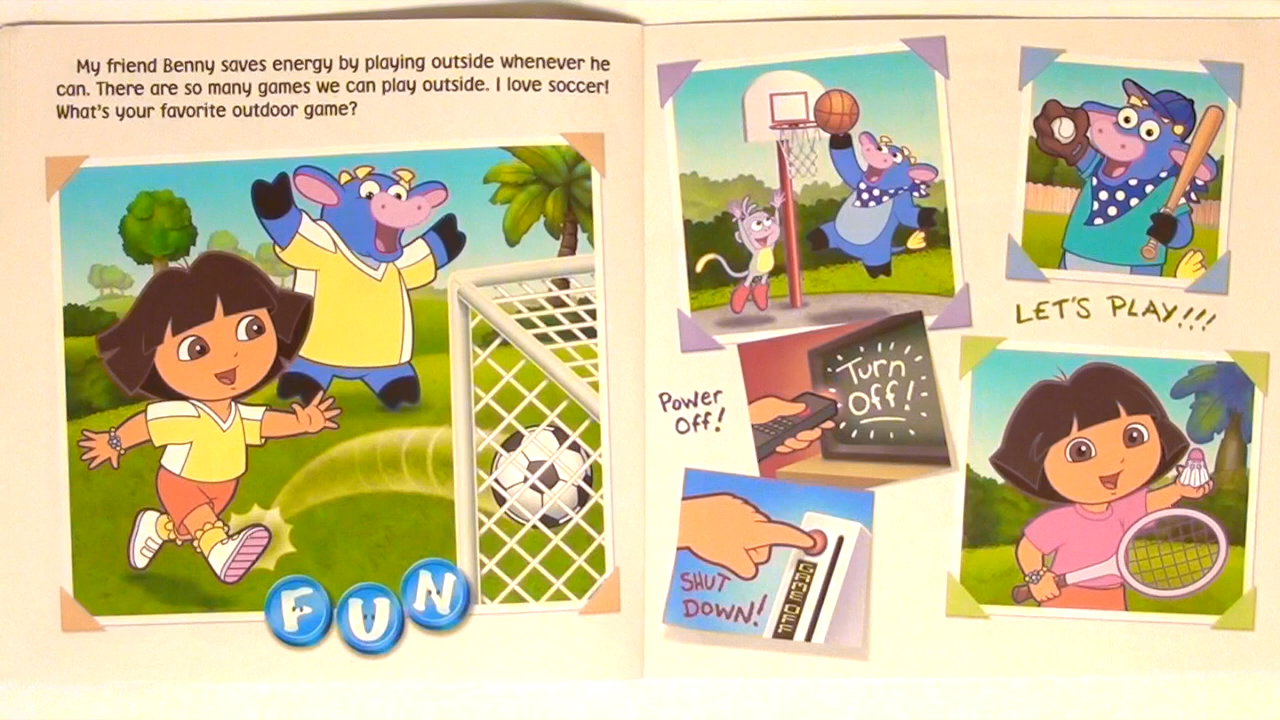 My friend Benny saves energy by playing outside whenever he
can. There are so many games we can play outside. I love soccer!
What's your favorite outdoor game?
FUN
LET'S PLAY!!!
Power
Off!
Turn
Off!
SHUT
DOWN!
GAME OFF